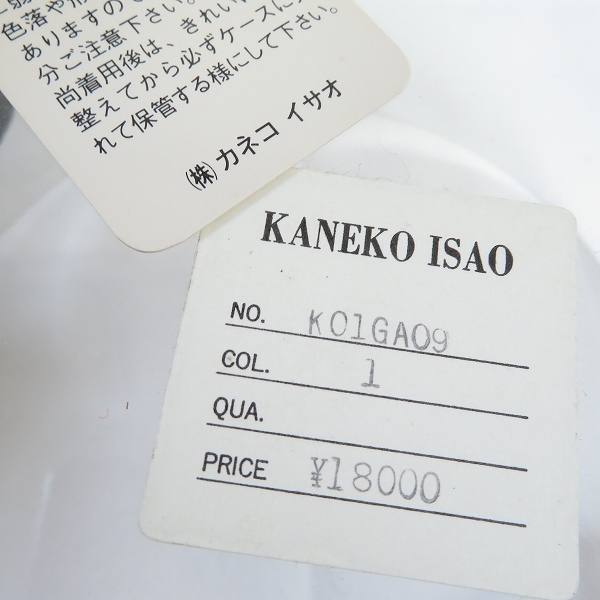 色落や
ありますので
分ご注意下さい。
尚着用後は、きれい
整えてから必ずケースに
れて保管する様にして下さい。
㈱カネコ イサオ
KANEKO ISAO
NO. K01GA09
COL. 1
QUA.
PRICE ¥18000